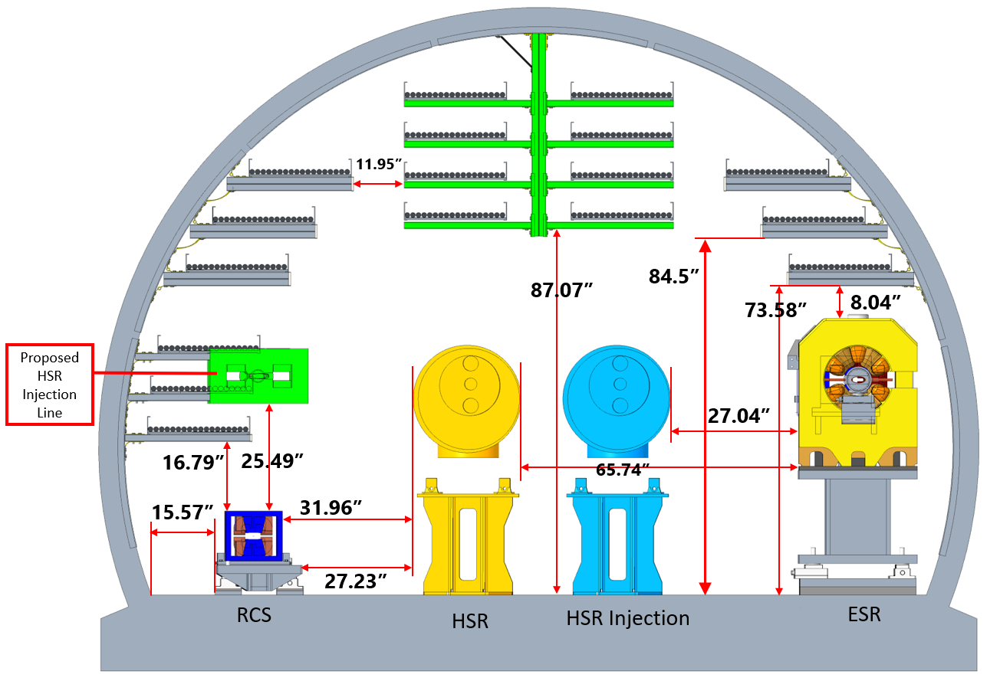 11.95”
87.07”
84.5”
73.58”
8.04”
Proposed
HSR
Injection
Line
27.04”
16.79”
25.49”
65.74”
15.57”
31.96”
27.23”
RCS
HSR
HSR Injection
ESR